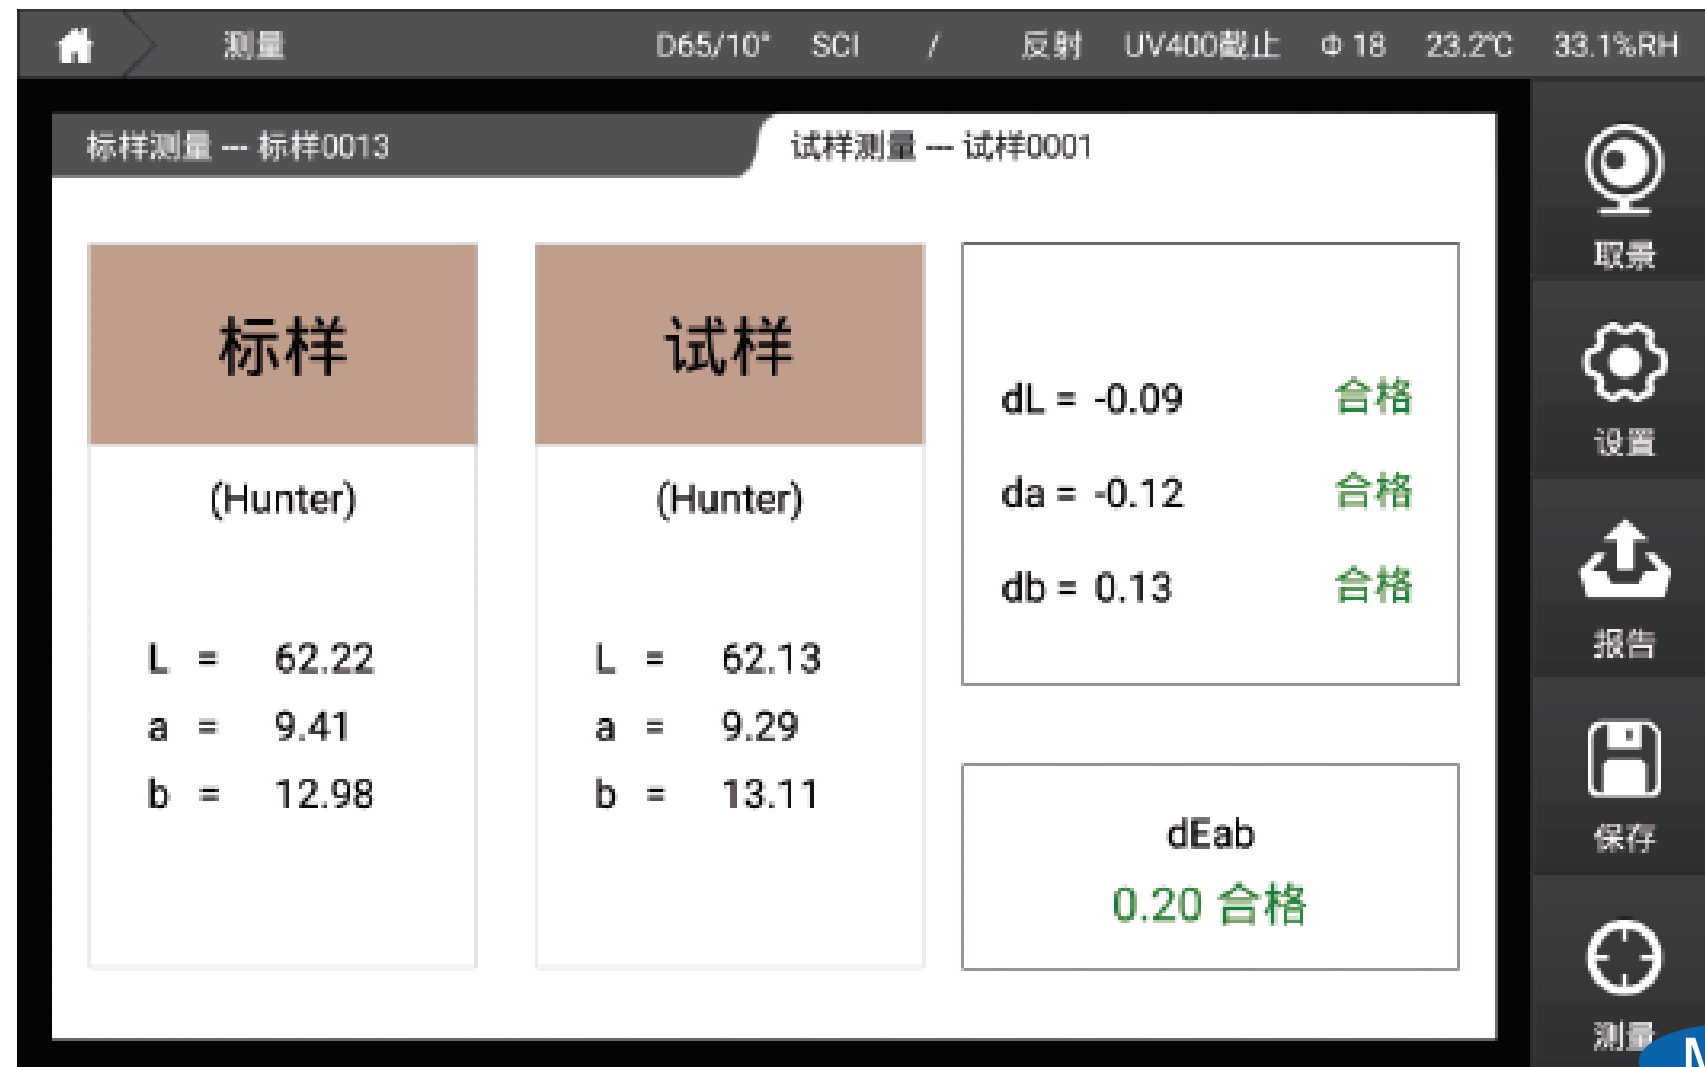 测量 D65/10° SCI / 反射 UV400截止 Φ 18 23.2℃ 33.1%RH
标样测量 --- 标样0013
试样测量 --- 试样0001
标样
(Hunter)
L = 62.22
a = 9.41
b = 12.98
试样
(Hunter)
L = 62.13
a = 9.29
b = 13.11
dL = -0.09 合格
da = -0.12 合格
db = 0.13 合格
dEab
0.20 合格
取景
设置
报告
保存
测量